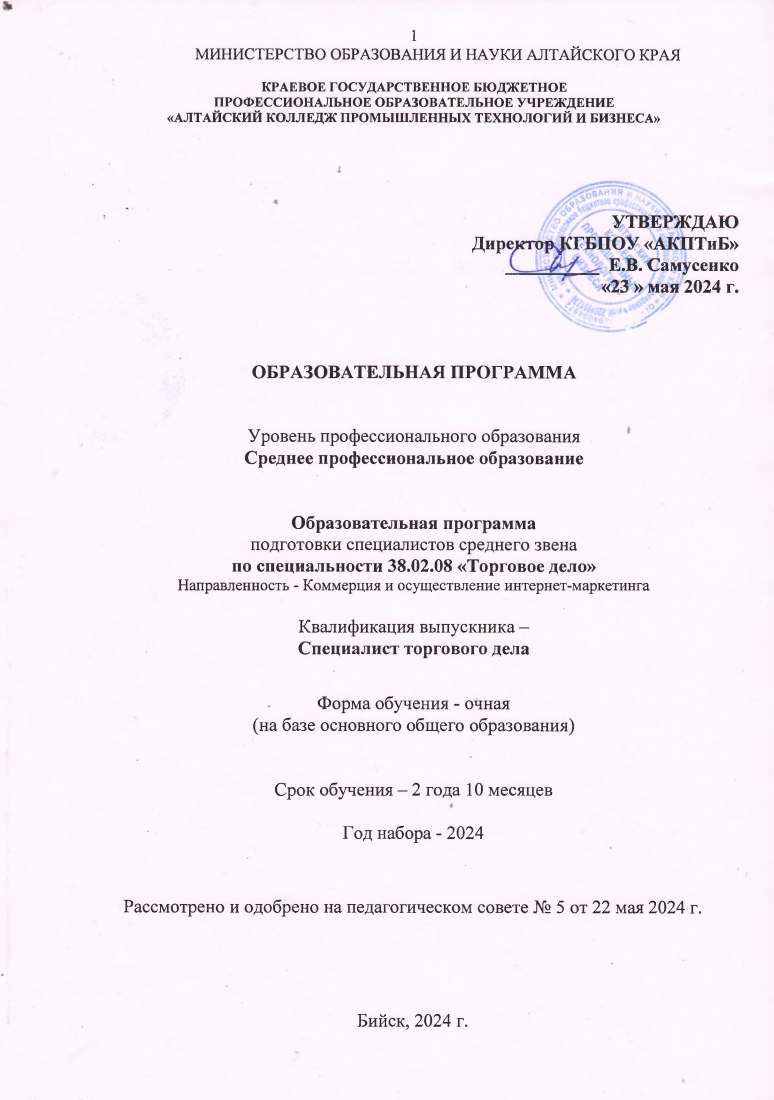 1
МИНИСТЕРСТВО ОБРАЗОВАНИЯ И НАУКИ АЛТАЙСКОГО КРАЯ
КРАЕВОЕ ГОСУДАРСТВЕННОЕ БЮДЖЕТНОЕ
ПРОФЕССИОНАЛЬНОЕ ОБРАЗОВАТЕЛЬНОЕ УЧРЕЖДЕНИЕ
«АЛТАЙСКИЙ КОЛЛЕДЖ ПРОМЫШЛЕННЫХ ТЕХНОЛОГИЙ И БИЗНЕСА»
УТВЕРЖДАЮ
Директор КГБПОУ «АКПТиБ»
Е.В. Самусенко
«23 » мая 2024 г.
ОБРАЗОВАТЕЛЬНАЯ ПРОГРАММА
Уровень профессионального образования
Среднее профессиональное образование
Образовательная программа
подготовки специалистов среднего звена
по специальности 38.02.08 «Торговое дело»
Направленность - Коммерция и осуществление интернет-маркетинга
Квалификация выпускника –
Специалист торгового дела
Форма обучения - очная
(на базе основного общего образования)
Срок обучения – 2 года 10 месяцев
Год набора - 2024
Рассмотрено и одобрено на педагогическом совете № 5 от 22 мая 2024 г.
Бийск, 2024 г.